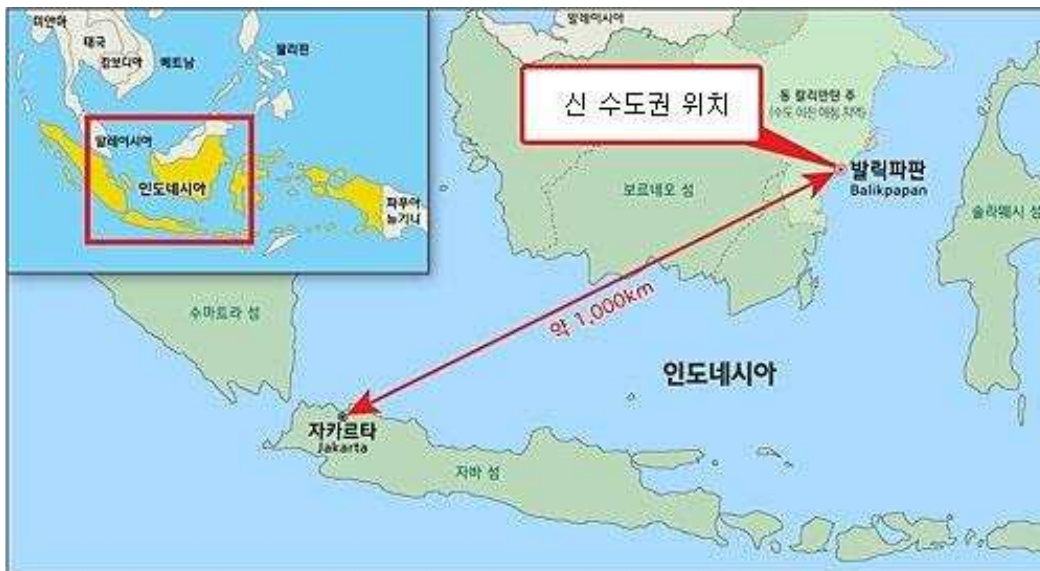 미얀마
태국
캄보디아
베트남
필리핀
말레이시아
인도네시아
파푸아
뉴기니
말레이시아
신 수도권 위치
동 칼리만탄 주
(수도 이전 예정 지역)
발릭파판
Balikpapan
보르네오 섬
술라웨시 섬
수마트라 섬
약 1,000km
인도네시아
자카르타
Jakarta
자바 섬